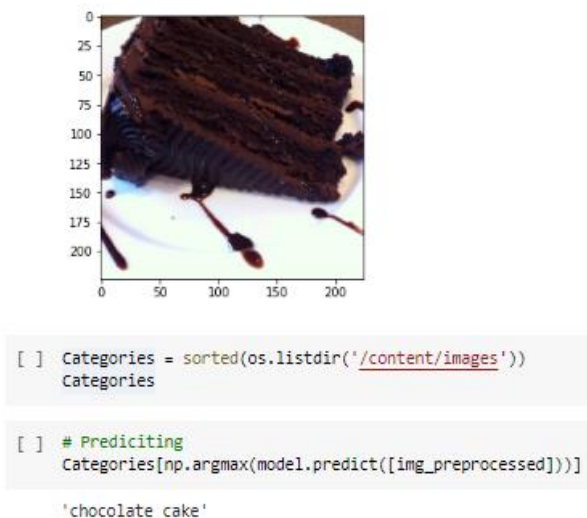 0
25
50
75
100
125
150
175
200
0 50 100 150 200
[ ] Categories = sorted(os.listdir('/content/images'))
Categories
[ ] # Prediciting
Categories[np.argmax(model.predict([img_preprocessed]))]
'chocolate cake'